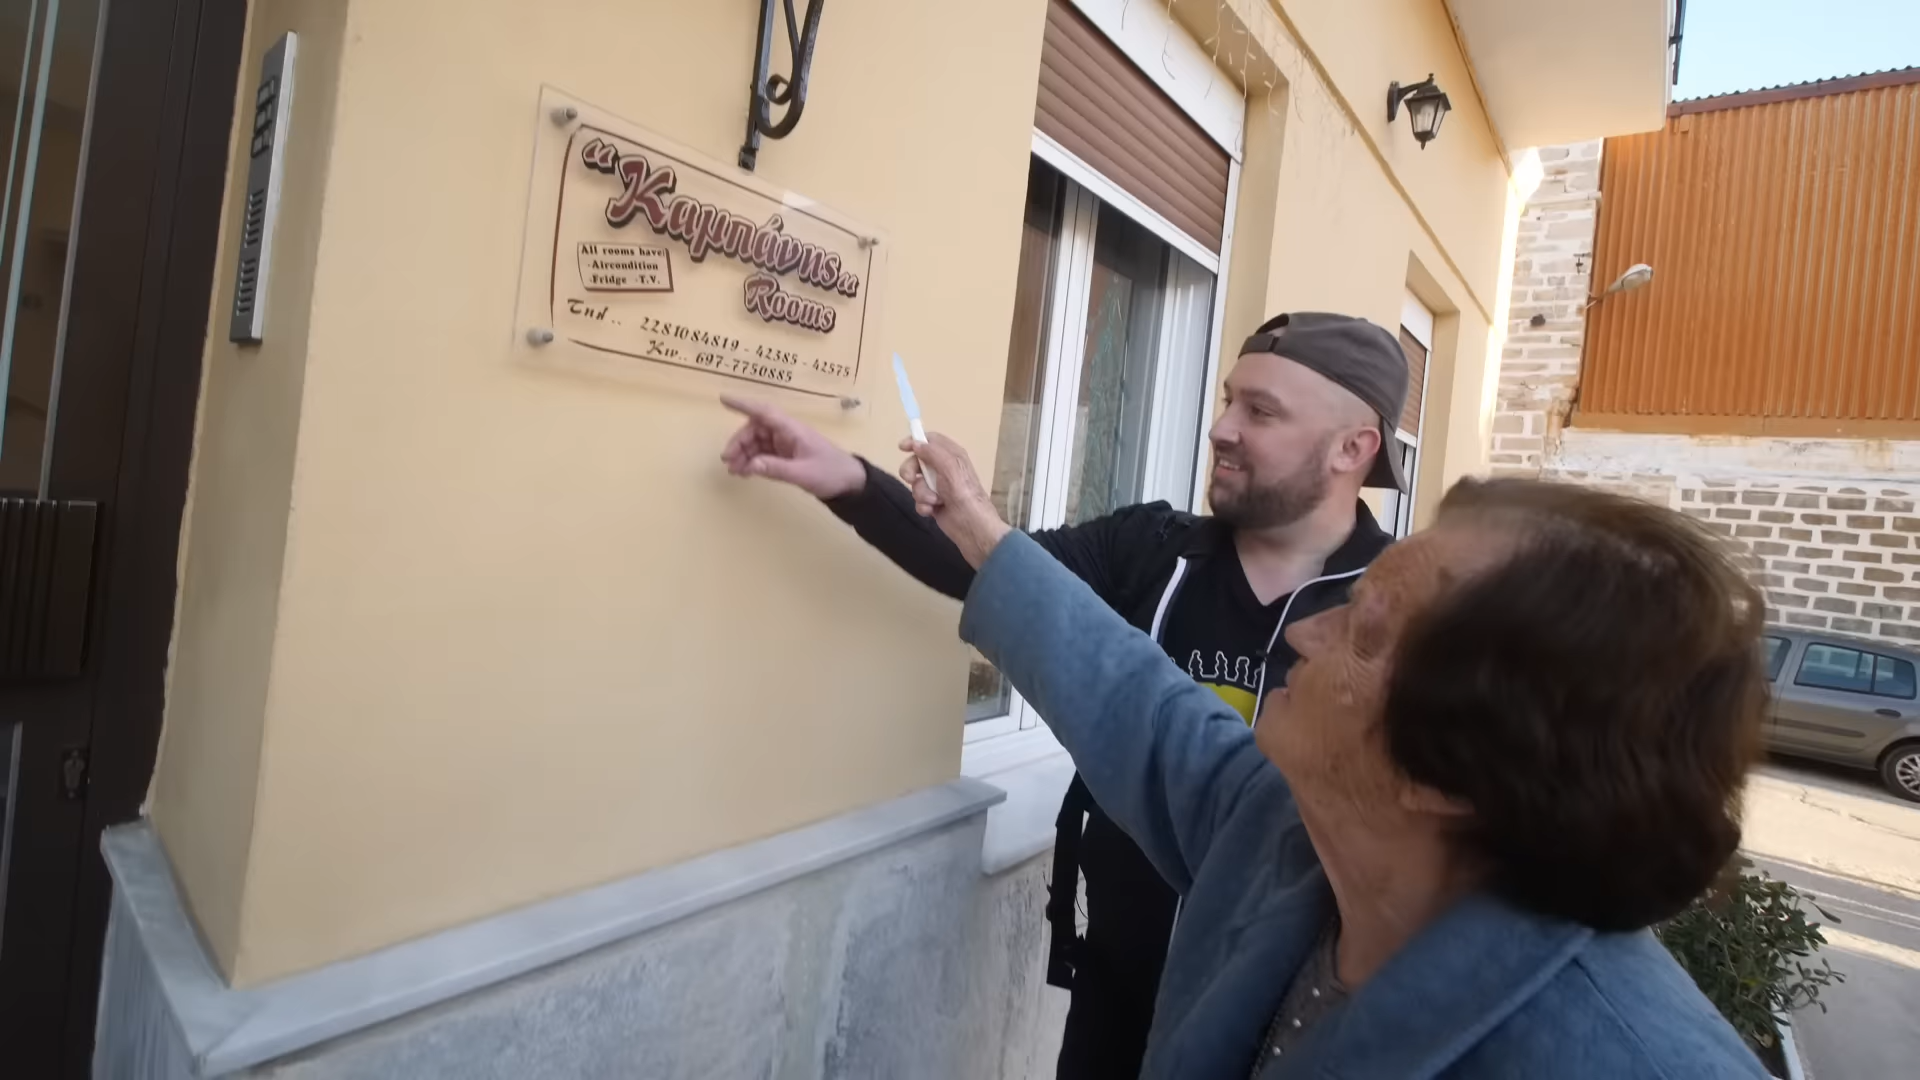 “Καμπάνης“
Rooms
All rooms have:
-Aircondition
-Fridge -T.V.
Τηλ.. 2281084819 - 42385 - 42575
Κιν.. 697-7750885